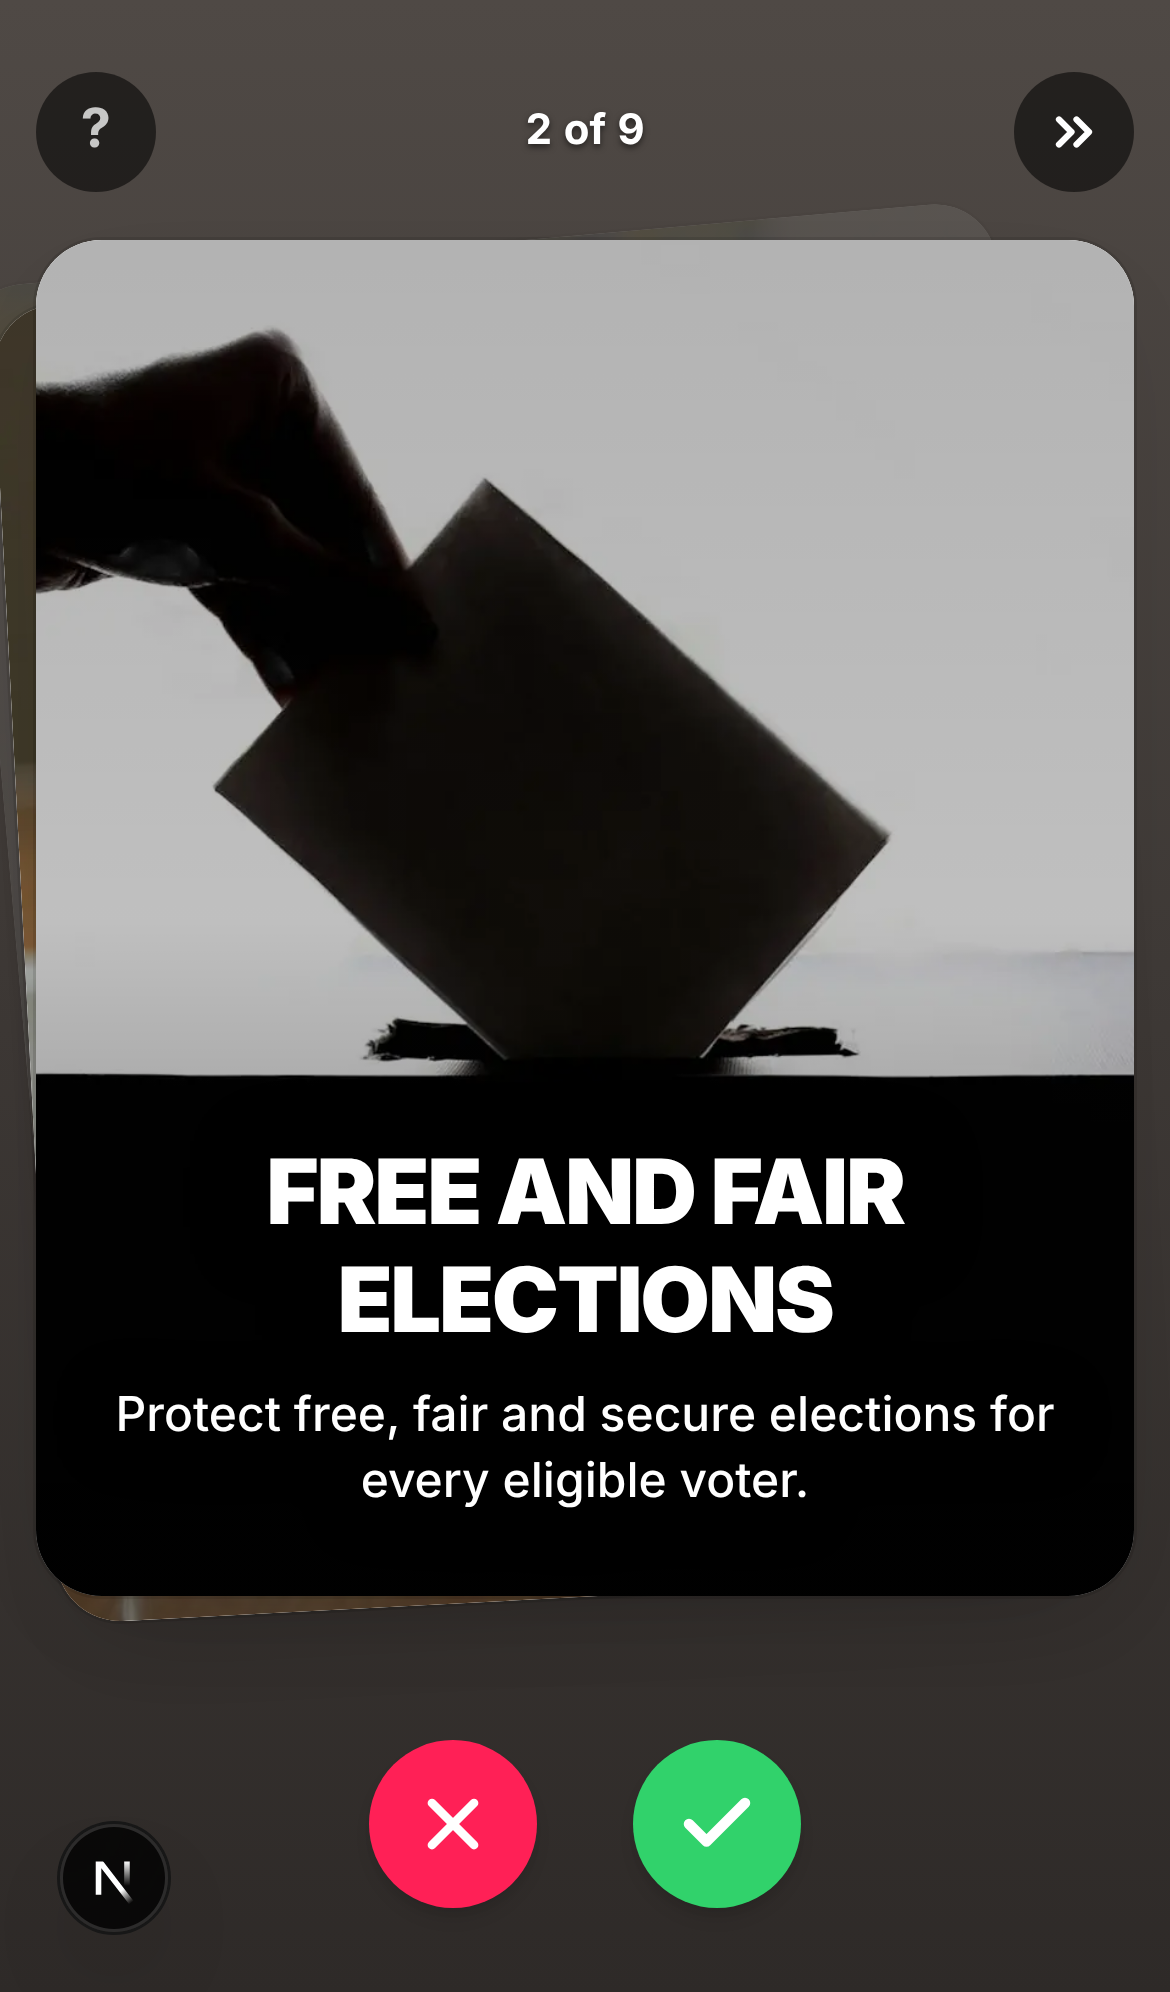 ?
2 of 9
FREE AND FAIR
ELECTIONS
Protect free, fair and secure elections for
every eligible voter.
N